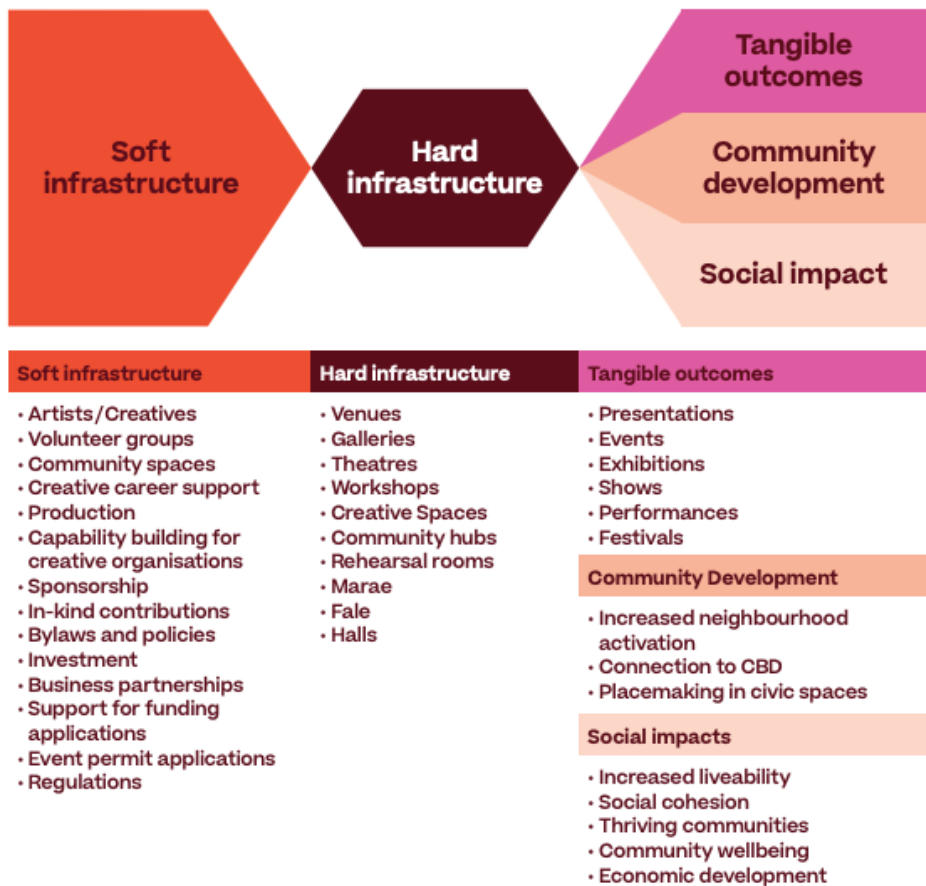 Soft
infrastructure
Hard
infrastructure
Tangible
outcomes
Community
development
Social impact
Soft infrastructure
• Artists/Creatives
• Volunteer groups
• Community spaces
• Creative career support
• Production
• Capability building for
creative organisations
• Sponsorship
• In-kind contributions
• Bylaws and policies
• Investment
• Business partnerships
• Support for funding
applications
• Event permit applications
• Regulations
Hard infrastructure
• Venues
• Galleries
• Theatres
• Workshops
• Creative Spaces
• Community hubs
• Rehearsal rooms
• Marae
• Fale
• Halls
Tangible outcomes
• Presentations
• Events
• Exhibitions
• Shows
• Performances
• Festivals
Community Development
• Increased neighbourhood
activation
• Connection to CBD
• Placemaking in civic spaces
Social impacts
• Increased liveability
• Social cohesion
• Thriving communities
• Community wellbeing
• Economic development